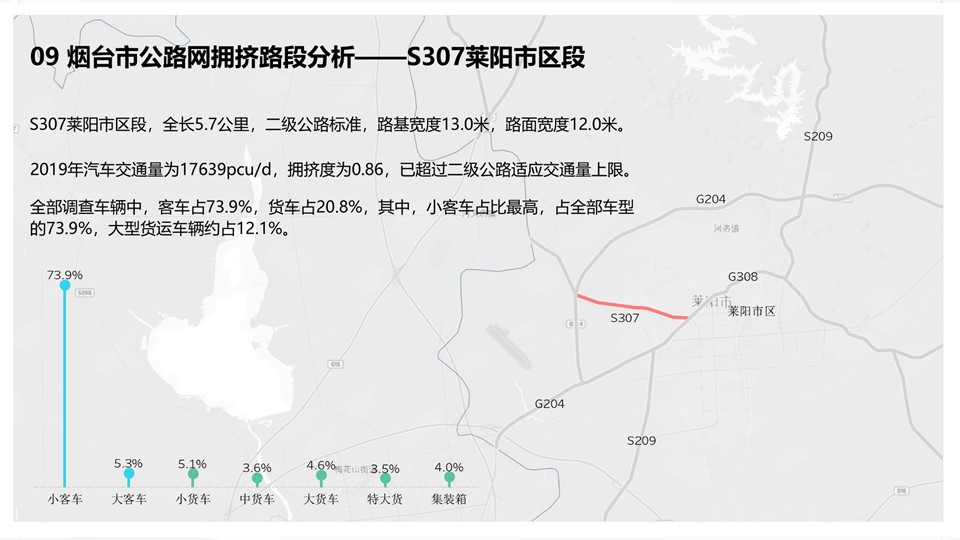 09 烟台市公路网拥挤路段分析——S307莱阳市区段
S307莱阳市区段，全长5.7公里，二级公路标准，路基宽度13.0米，路面宽度12.0米。
2019年汽车交通量为17639pcu/d，拥挤度为0.86，已超过二级公路适应交通量上限。
全部调查车辆中，客车占73.9%，货车占20.8%，其中，小客车占比最高，占全部车型
的73.9%，大型货运车辆约占12.1%。
S209
G204
河洛镇
G308
莱阳市
莱阳市区
S307
G204
S209
S16
73.9%
5.3%
5.1%
3.6%
4.6%
3.5%
4.0%
小客车
大客车
小货车
中货车
大货车
特大货
集装箱